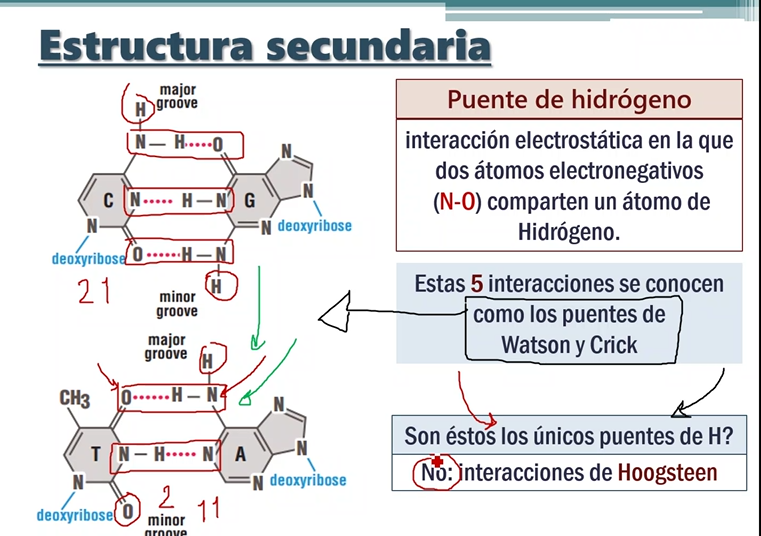 Estructura secundaria
major
groove
H
N – H•••••O
N
C
N••••• H – N
G
N
N
N
deoxyribose
deoxyribose
O••••••H – N
H
21
minor
groove
major
groove
H
CH3
O••••••H – N
N
T
N – H•••••N
A
N
N
N
deoxyribose
deoxyribose
O
2
11
minor
groove
Puente de hidrógeno
interacción electrostática en la que
dos átomos electronegativos
(N-O) comparten un átomo de
Hidrógeno.
Estas 5 interacciones se conocen
como los puentes de
Watson y Crick
Son éstos los únicos puentes de H?
No: interacciones de Hoogsteen